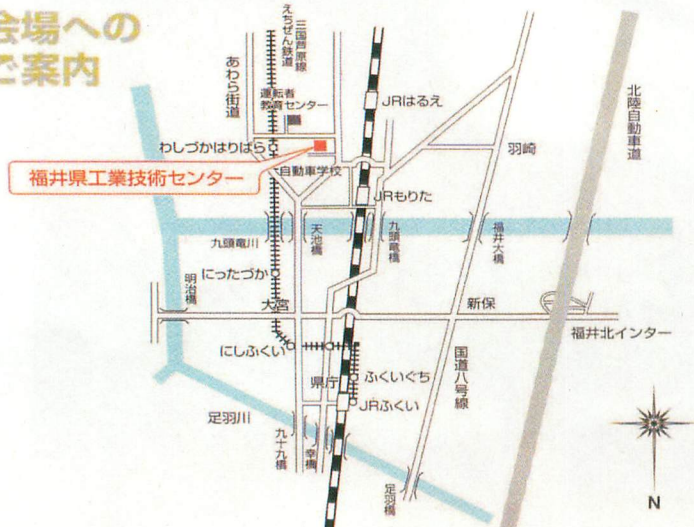 会場への
ご案内
三国芦原線
えちぜん鉄道
あわら街道
運転者
教育センター
JRはるえ
北陸自動車道
わしづかはりばら
羽崎
福井県工業技術センター
自動車学校
JRもりた
九頭竜川
天池橋
九頭竜橋
福井大橋
にったづか
明治橋
大宮
新保
福井北インター
にしふくい
国道八号線
県庁
ふくいぐち
JRふくい
足羽川
九十九橋
幸橋
足羽橋
N